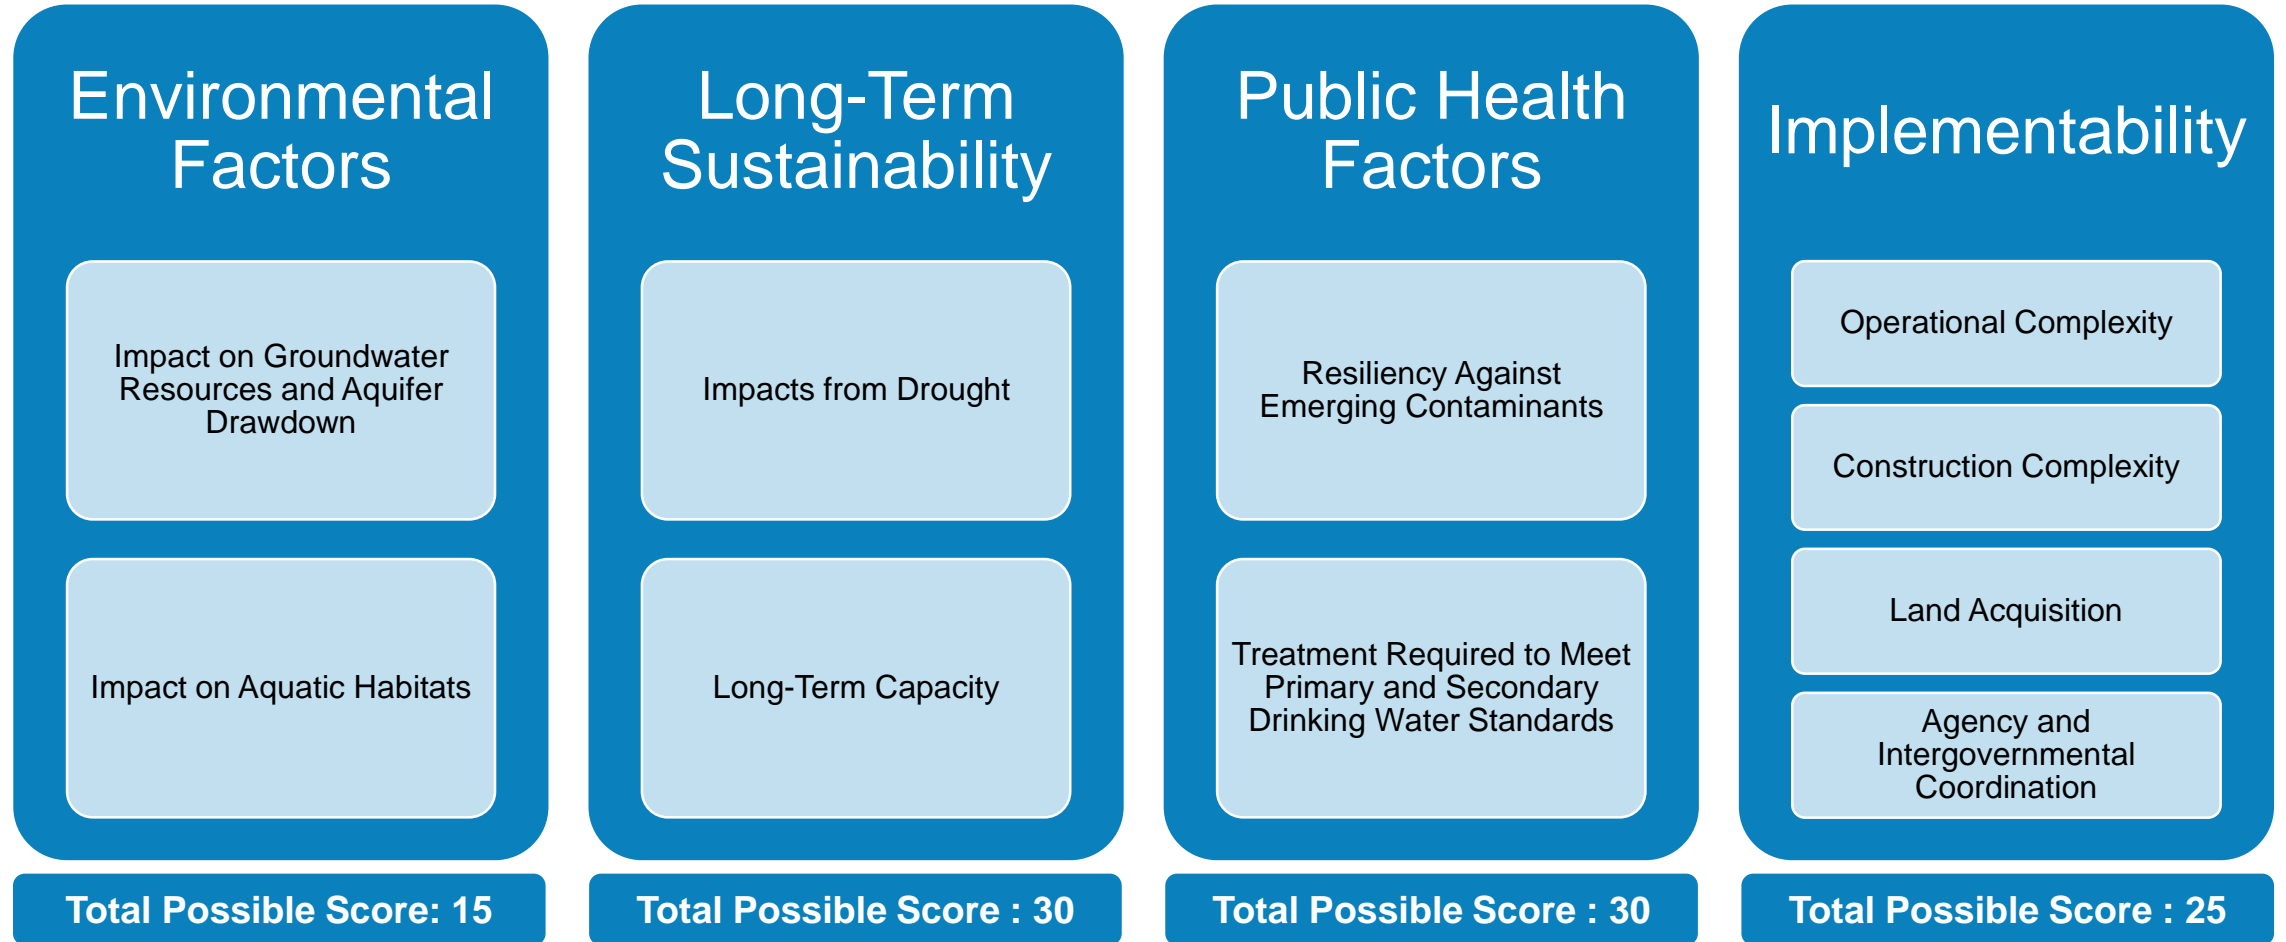 Environmental
Factors
Impact on Groundwater
Resources and Aquifer
Drawdown
Impact on Aquatic Habitats
Total Possible Score: 15
Long-Term
Sustainability
Impacts from Drought
Long-Term Capacity
Total Possible Score : 30
Public Health
Factors
Resiliency Against
Emerging Contaminants
Treatment Required to Meet
Primary and Secondary
Drinking Water Standards
Total Possible Score : 30
Implementability
Operational Complexity
Construction Complexity
Land Acquisition
Agency and
Intergovernmental
Coordination
Total Possible Score : 25